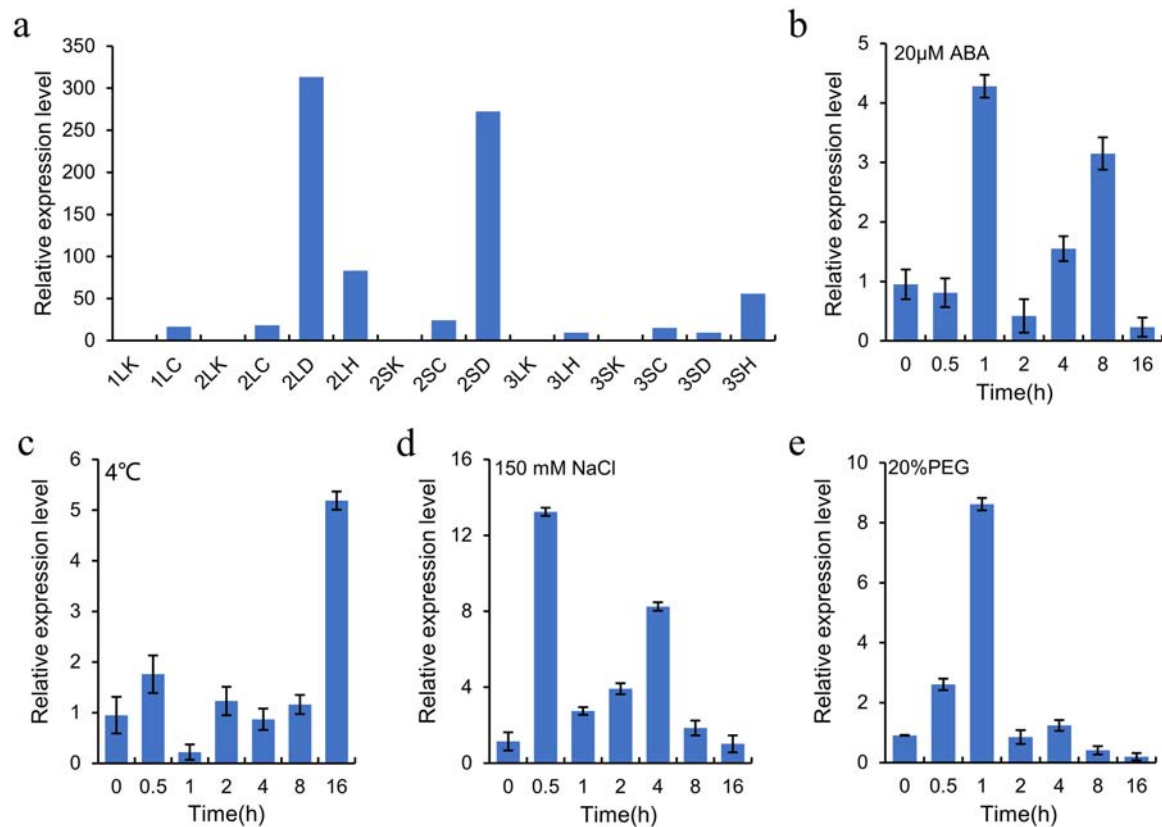 a
Relative expression level
350
300
250
200
150
100
50
0
1LK 1LC 2LK 2LC 2LD 2LH 2SK 2SC 2SD 3LK 3LH 3SK 3SC 3SD 3SH
b
20μM ABA
Relative expression level
5
4
3
2
1
0
0 0.5 1 2 4 8 16
Time(h)
c
4℃
Relative expression level
6
5
4
3
2
1
0
0 0.5 1 2 4 8 16
Time(h)
d
150 mM NaCl
Relative expression level
16
12
8
4
0
0 0.5 1 2 4 8 16
Time(h)
e
20%PEG
Relative expression level
10
8
6
4
2
0
0 0.5 1 2 4 8 16
Time(h)